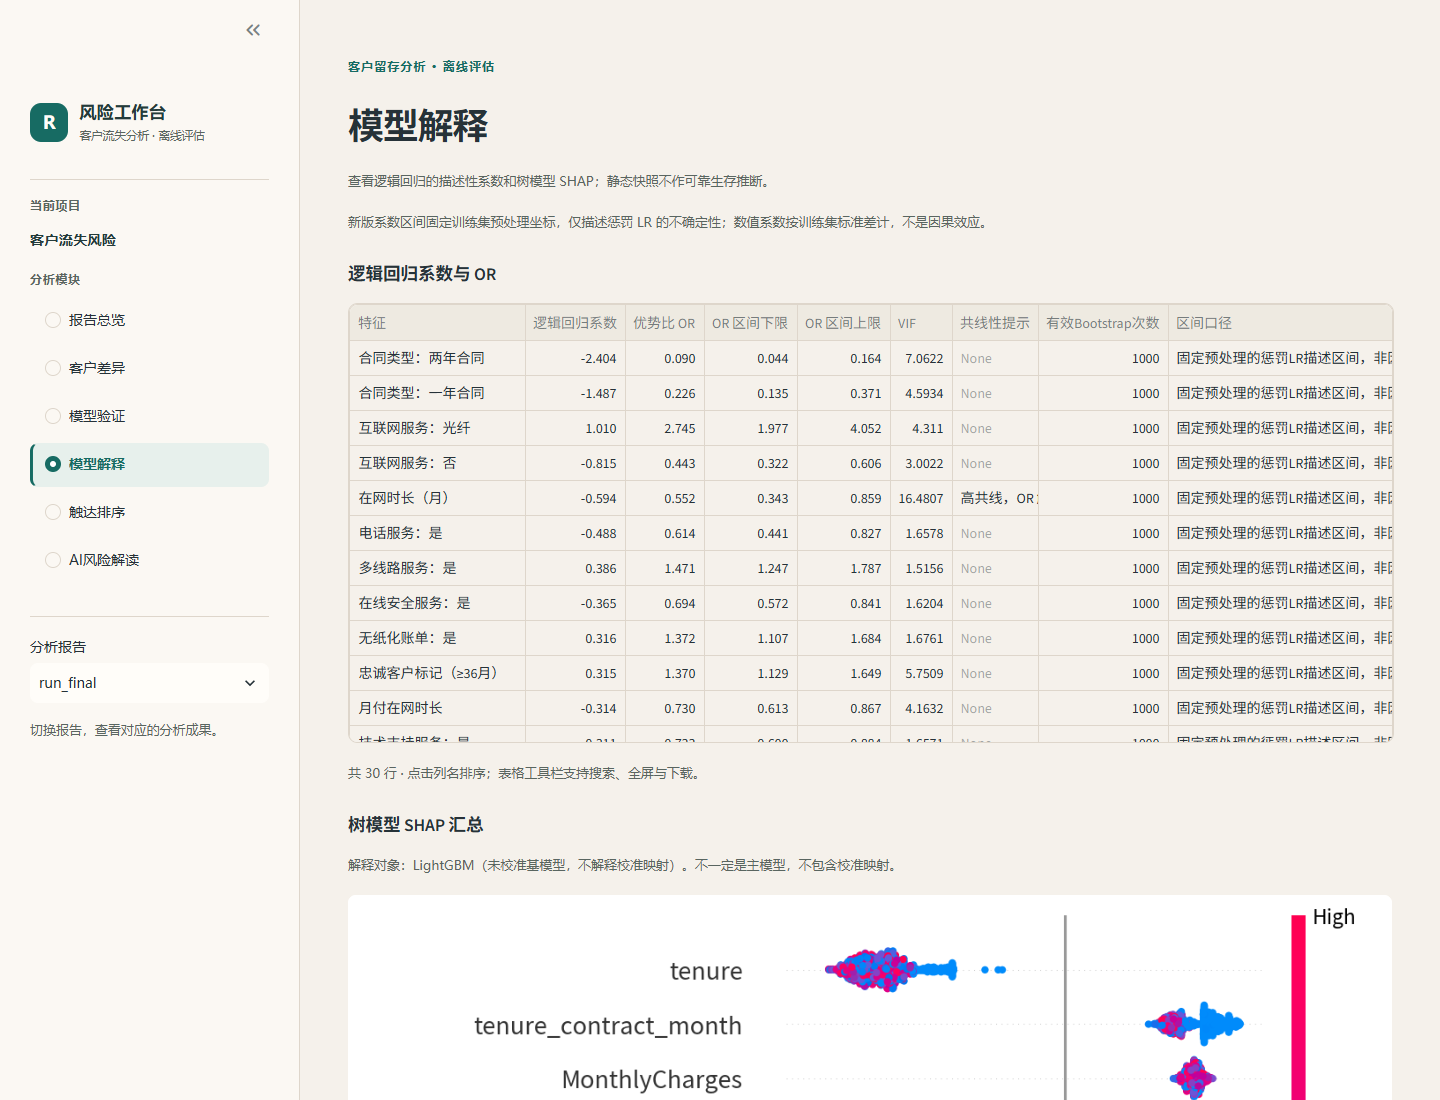 R
风险工作台
客户流失分析 · 离线评估
当前项目
客户流失风险
分析模块
报告总览
客户差异
模型验证
模型解释
触达排序
AI风险解读
分析报告
run_final
切换报告，查看对应的分析成果。
客户留存分析 • 离线评估
模型解释
查看逻辑回归的描述性系数和树模型 SHAP；静态快照不作可靠生存推断。
新版系数区间固定训练集预处理坐标，仅描述惩罚 LR 的不确定性；数值系数按训练集标准差计，不是因果效应。
逻辑回归系数与 OR
特征 逻辑回归系数 优势比 OR OR 区间下限 OR 区间上限 VIF 共线性提示 有效Bootstrap次数 区间口径
合同类型：两年合同 -2.404 0.090 0.044 0.164 7.0622 None 1000 固定预处理的惩罚LR描述区间，非
合同类型：一年合同 -1.487 0.226 0.135 0.371 4.5934 None 1000 固定预处理的惩罚LR描述区间，非
互联网服务：光纤 1.010 2.745 1.977 4.052 4.311 None 1000 固定预处理的惩罚LR描述区间，非
互联网服务：否 -0.815 0.443 0.322 0.606 3.0022 None 1000 固定预处理的惩罚LR描述区间，非
在网时长（月） -0.594 0.552 0.343 0.859 16.4807 高共线，OR 1000 固定预处理的惩罚LR描述区间，非
电话服务：是 -0.488 0.614 0.441 0.827 1.6578 None 1000 固定预处理的惩罚LR描述区间，非
多线路服务：是 0.386 1.471 1.247 1.787 1.5156 None 1000 固定预处理的惩罚LR描述区间，非
在线安全服务：是 -0.365 0.694 0.572 0.841 1.6204 None 1000 固定预处理的惩罚LR描述区间，非
无纸化账单：是 0.316 1.372 1.107 1.684 1.6761 None 1000 固定预处理的惩罚LR描述区间，非
忠诚客户标记（≥36月） 0.315 1.370 1.129 1.649 5.7509 None 1000 固定预处理的惩罚LR描述区间，非
月付在网时长 -0.314 0.730 0.613 0.867 4.1632 None 1000 固定预处理的惩罚LR描述区间，非
共 30 行 · 点击列名排序；表格工具栏支持搜索、全屏与下载。
树模型 SHAP 汇总
解释对象：LightGBM（未校准基模型，不解释校准映射）。不一定是主模型，不包含校准映射。
High
tenure
tenure_contract_month
MonthlyCharges